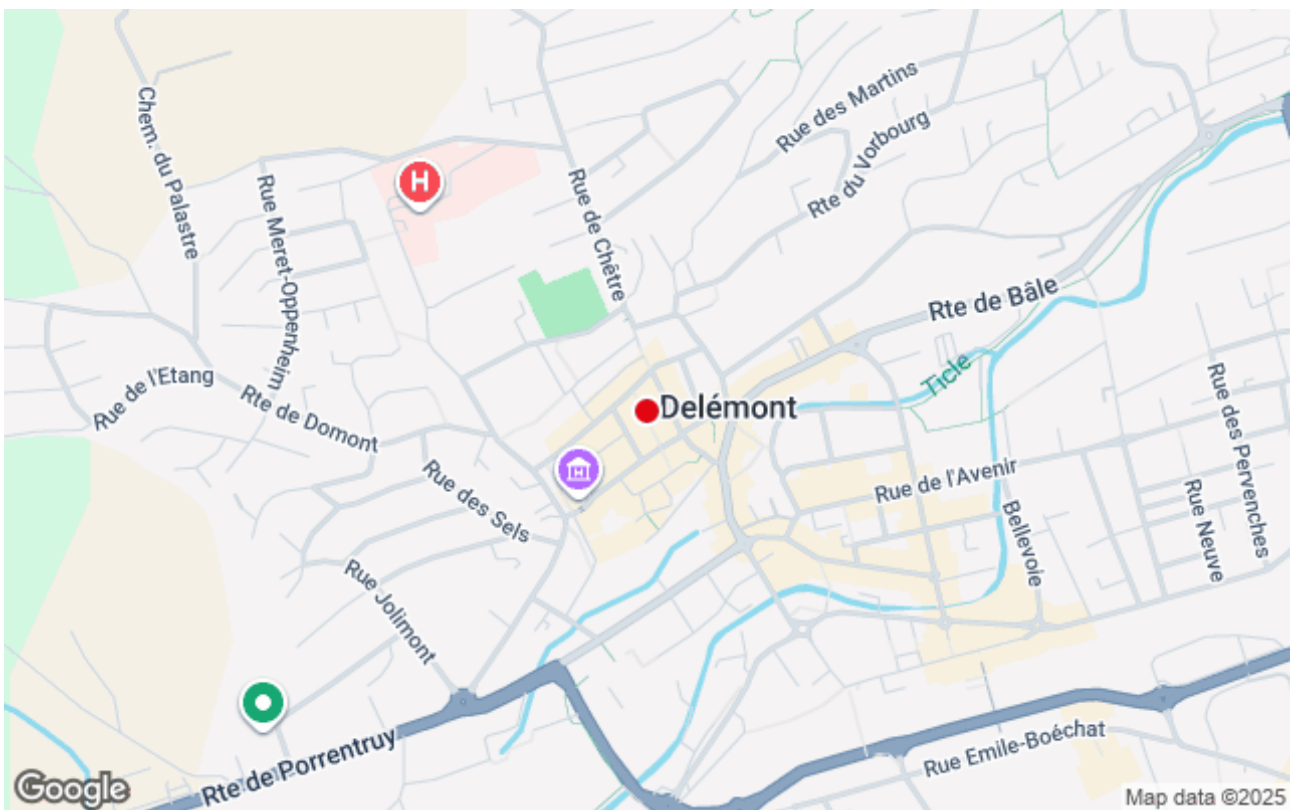 Rue des Martins
Chem. du Palastre
Rte du Vorbourg
H
Rue Meret-Oppenheim
Rue de Chêtre
Rte de Bâle
Ticle
Rue de l'Etang
Rte de Domont
Delémont
Rue des Pervenches
H
Rue de l'Avenir
Rue des Sels
Rue Neuve
Bellevoie
Rue Jolimont
Rte de Porrentruy
Rue Emile-Boéchat
Google
Map data ©2025